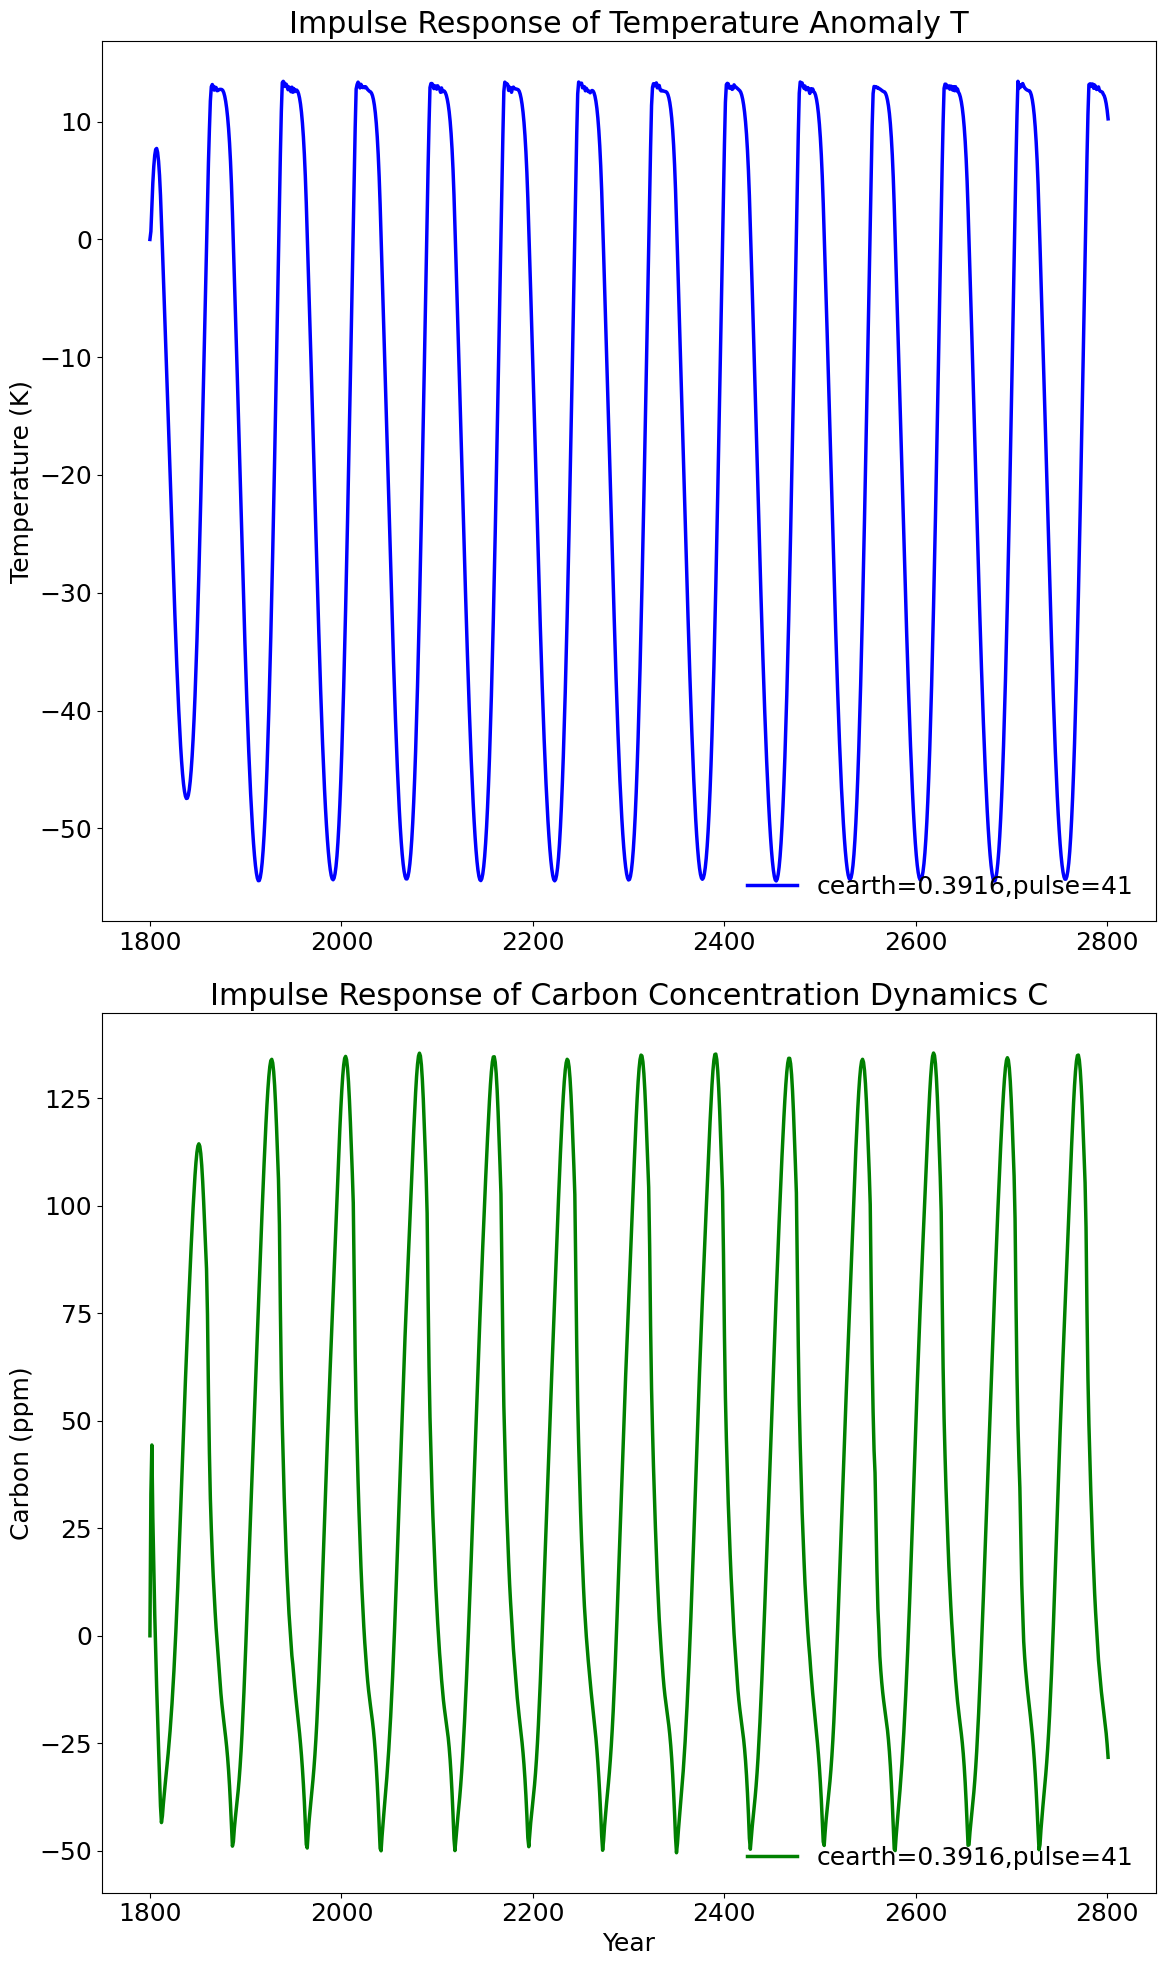 Impulse Response of Temperature Anomaly T
Temperature (K)
10
0
−10
−20
−30
−40
−50
cearth=0.3916,pulse=41
1800 2000 2200 2400 2600 2800
Impulse Response of Carbon Concentration Dynamics C
Carbon (ppm)
125
100
75
50
25
0
−25
−50
cearth=0.3916,pulse=41
1800 2000 2200 2400 2600 2800
Year